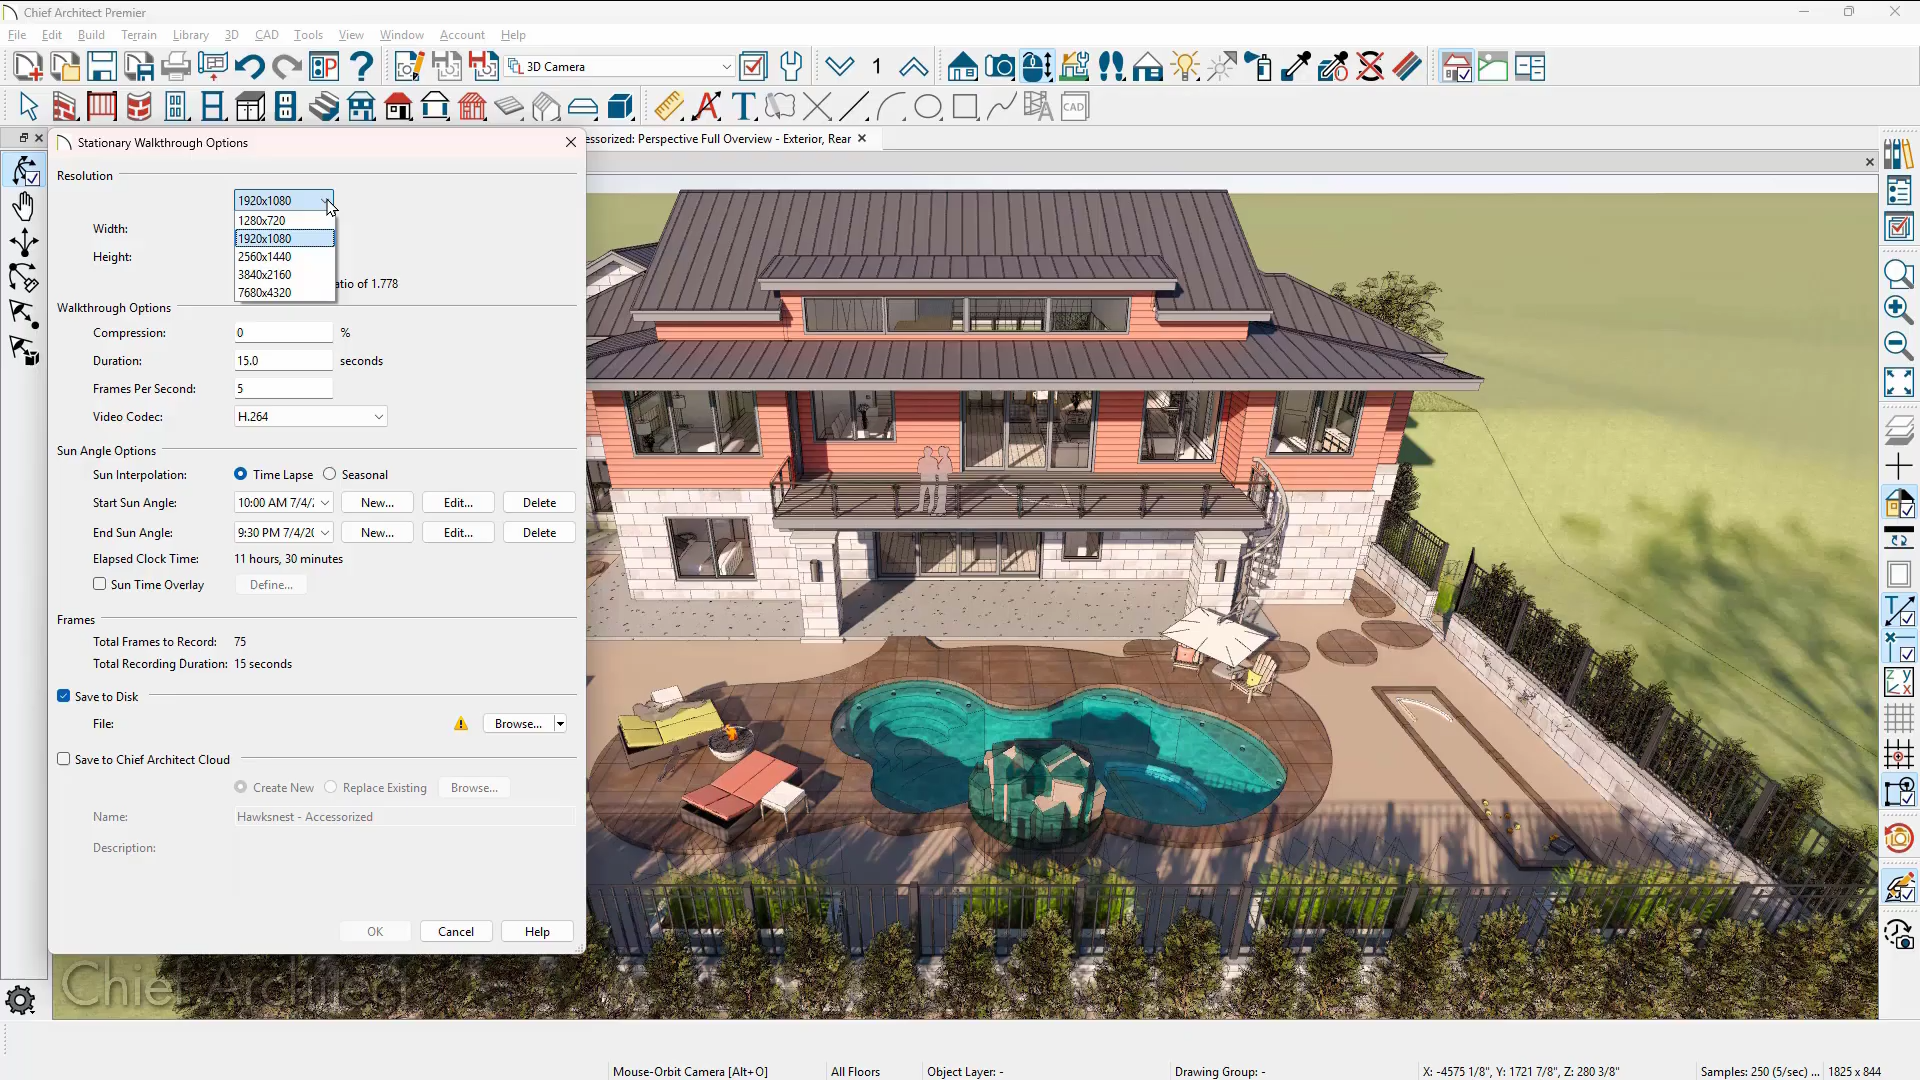 Chief Architect Premier
File Edit Build Terrain Library 3D CAD Tools View Window Account Help
3D Camera
1
CAD
Stationary Walkthrough Options
essorized: Perspective Full Overview - Exterior, Rear
Resolution
1920x1080
1280x720
Width:
1920x1080
Height:
2560x1440
3840x2160
atio of 1.778
7680x4320
Walkthrough Options
Compression: 0 %
Duration: 15.0 seconds
Frames Per Second: 5
Video Codec: H.264
Sun Angle Options
Sun Interpolation: Time Lapse Seasonal
Start Sun Angle: 10:00 AM 7/4/ New... Edit... Delete
End Sun Angle: 9:30 PM 7/4/20 New... Edit... Delete
Elapsed Clock Time: 11 hours, 30 minutes
Sun Time Overlay Define...
Frames
Total Frames to Record: 75
Total Recording Duration: 15 seconds
Save to Disk
File: Browse...
Save to Chief Architect Cloud
Create New Replace Existing Browse...
Name: Hawksnest - Accessorized
Description:
OK Cancel Help
Chief Architect
Mouse-Orbit Camera [Alt+O] All Floors Object Layer: - Drawing Group: - X: -4575 1/8", Y: 1721 7/8", Z: 280 3/8" Samples: 250 (5/sec) ... 1825 x 844